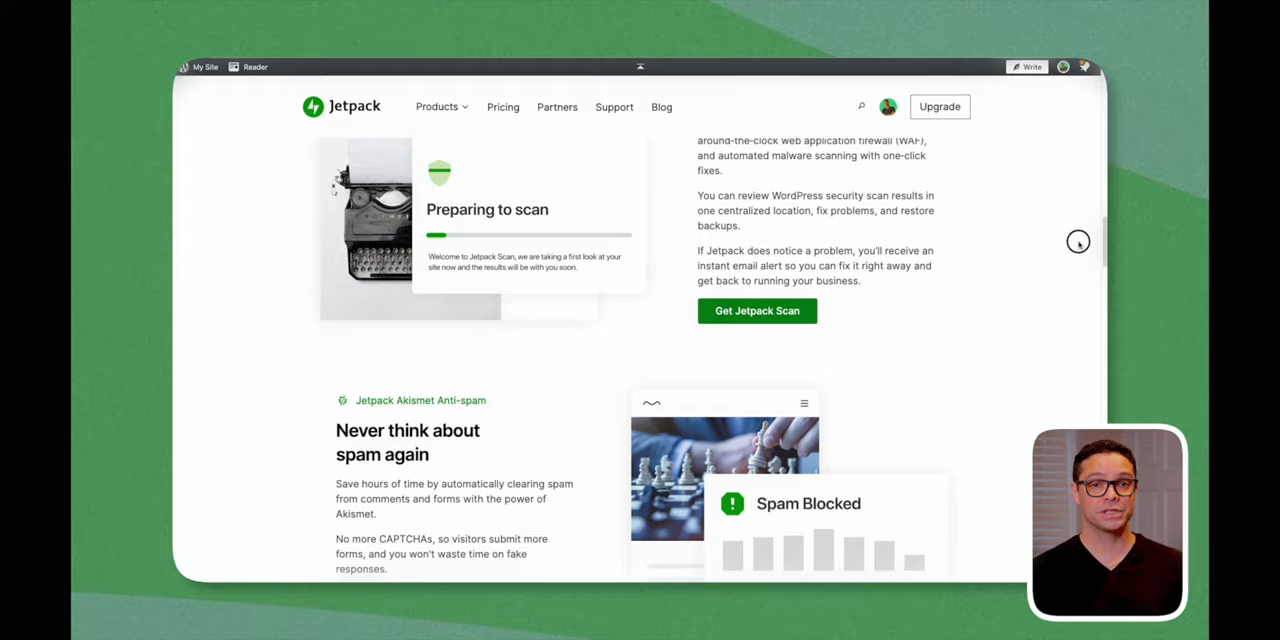 My Site Reader Write
Jetpack Products Pricing Partners Support Blog Upgrade
around-the-clock web application firewall (WAF),
and automated malware scanning with one-click
fixes.
Preparing to scan
Welcome to Jetpack Scan, we are taking a first look at your
site now and the results will be with you soon.
You can review WordPress security scan results in
one centralized location, fix problems, and restore
backups.
If Jetpack does notice a problem, you'll receive an
instant email alert so you can fix it right away and
get back to running your business.
Get Jetpack Scan
Jetpack Akismet Anti-spam
Never think about
spam again
Save hours of time by automatically clearing spam
from comments and forms with the power of
Akismet.
No more CAPTCHAs, so visitors submit more
forms, and you won't waste time on fake
responses.
Spam Blocked